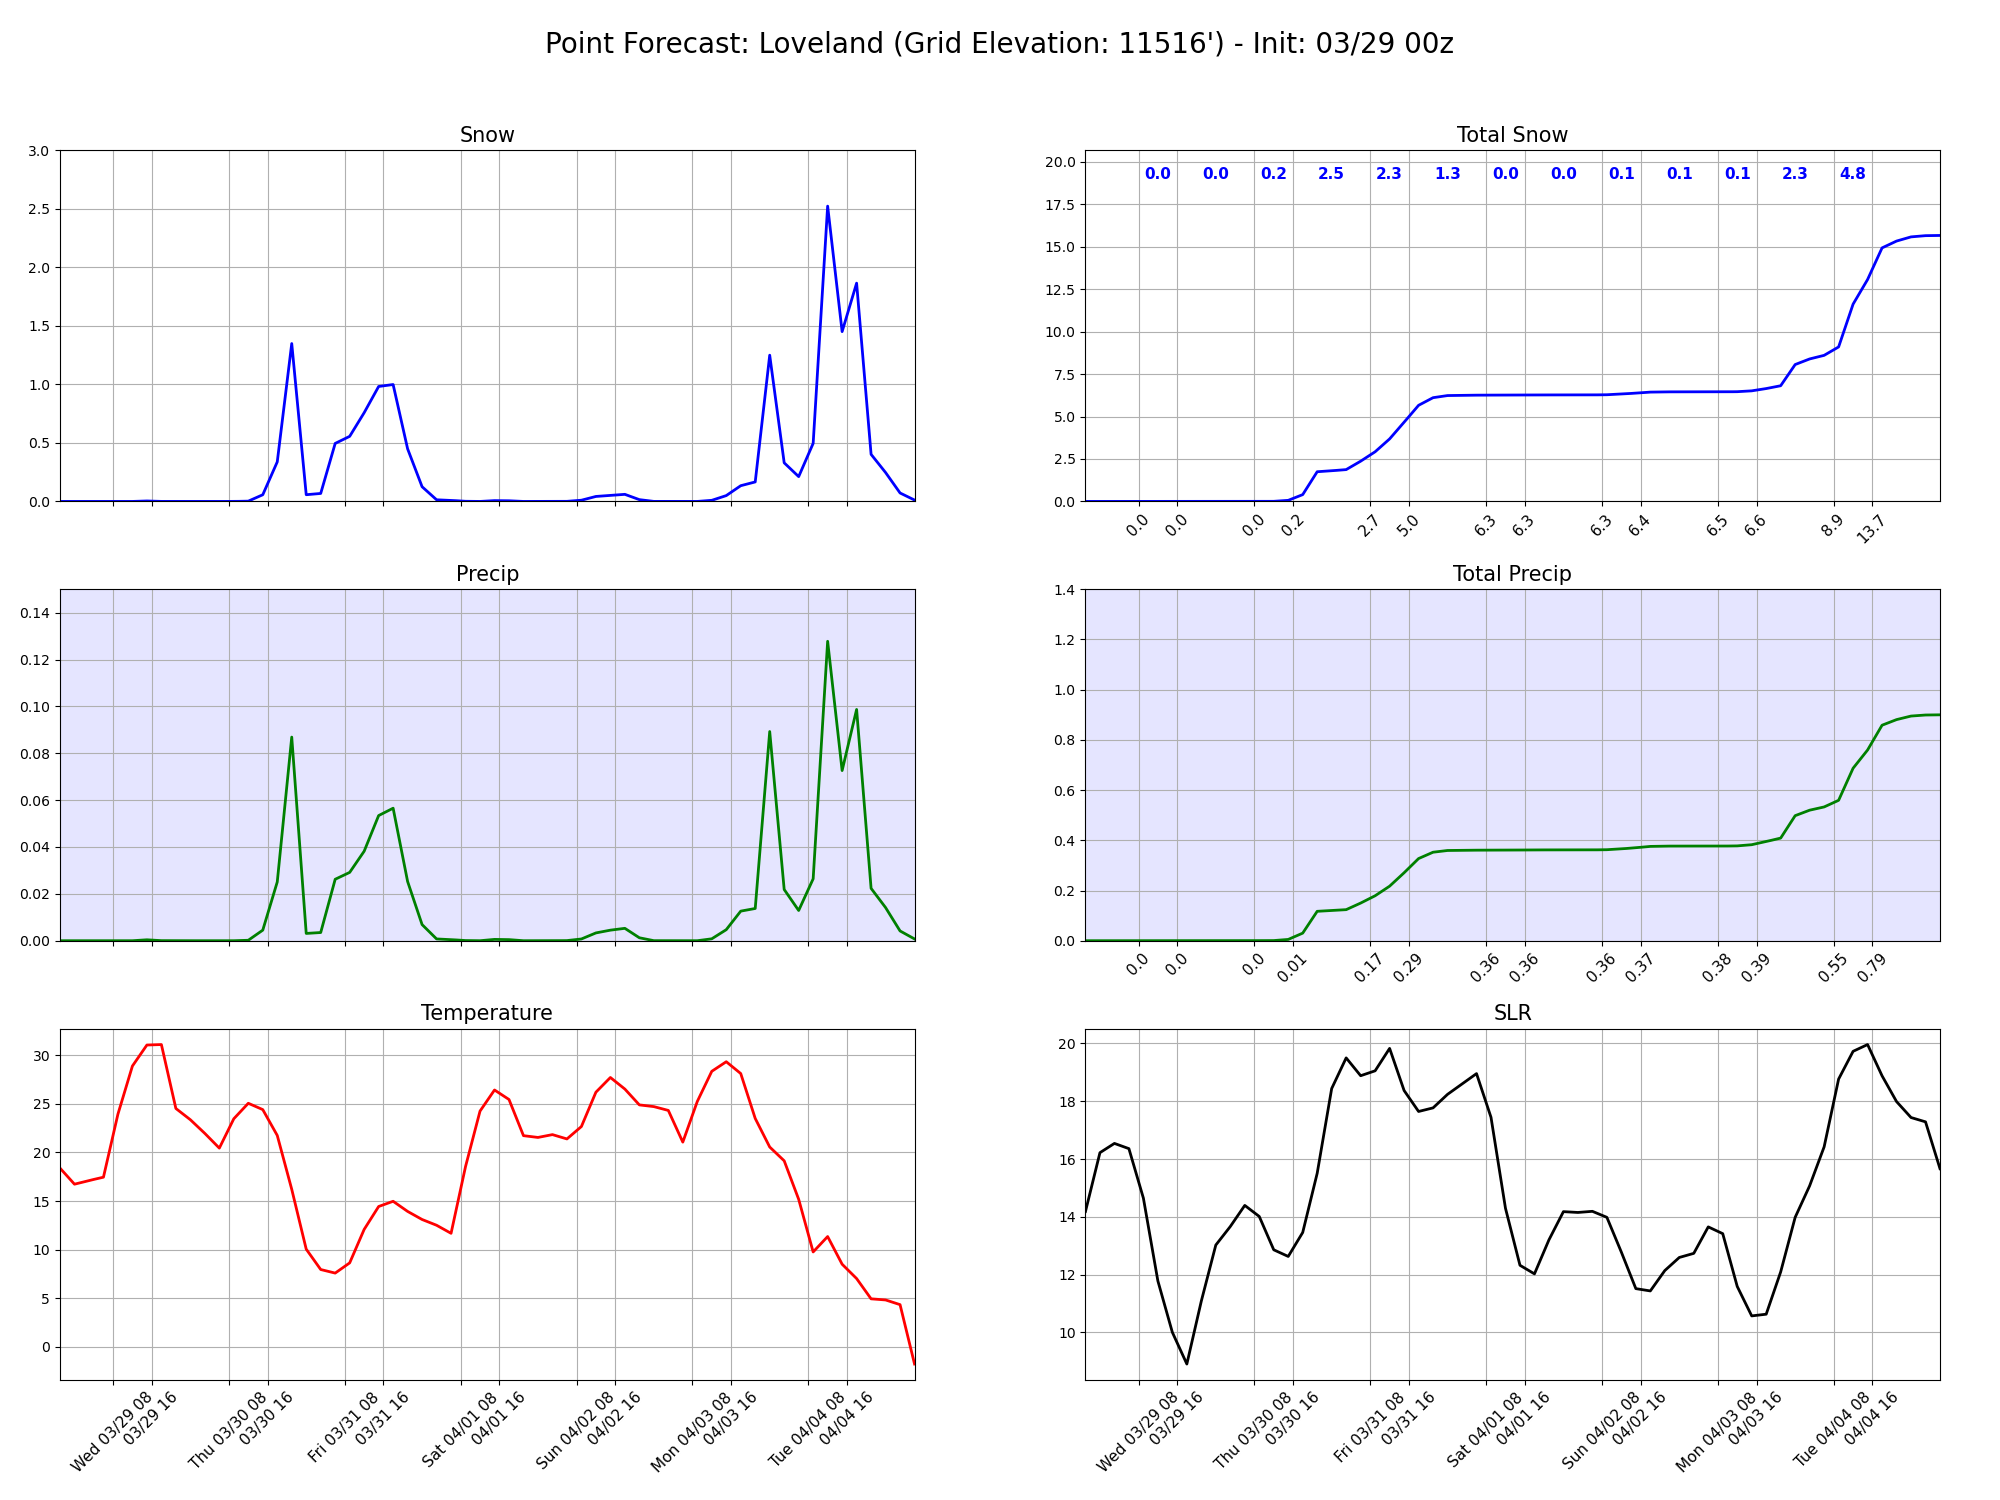 Point Forecast: Loveland (Grid Elevation: 11516') - Init: 03/29 00z
Snow
3.0
2.5
2.0
1.5
1.0
0.5
0.0
Total Snow
20.0
17.5
15.0
12.5
10.0
7.5
5.0
2.5
0.0
0.0 0.0 0.2 2.5 2.3 1.3 0.0 0.0 0.1 0.1 0.1 2.3 4.8
0.0 0.0 0.0 0.2 2.7 5.0 6.3 6.3 6.3 6.4 6.5 6.6 8.9 13.7
Precip
0.14
0.12
0.10
0.08
0.06
0.04
0.02
0.00
Total Precip
1.4
1.2
1.0
0.8
0.6
0.4
0.2
0.0
0.0 0.0 0.0 0.01 0.17 0.29 0.36 0.36 0.36 0.37 0.38 0.39 0.55 0.79
Temperature
30
25
20
15
10
5
0
Wed 03/29 08
03/29 16
Thu 03/30 08
03/30 16
Fri 03/31 08
03/31 16
Sat 04/01 08
04/01 16
Sun 04/02 08
04/02 16
Mon 04/03 08
04/03 16
Tue 04/04 08
04/04 16
SLR
20
18
16
14
12
10
Wed 03/29 08
03/29 16
Thu 03/30 08
03/30 16
Fri 03/31 08
03/31 16
Sat 04/01 08
04/01 16
Sun 04/02 08
04/02 16
Mon 04/03 08
04/03 16
Tue 04/04 08
04/04 16